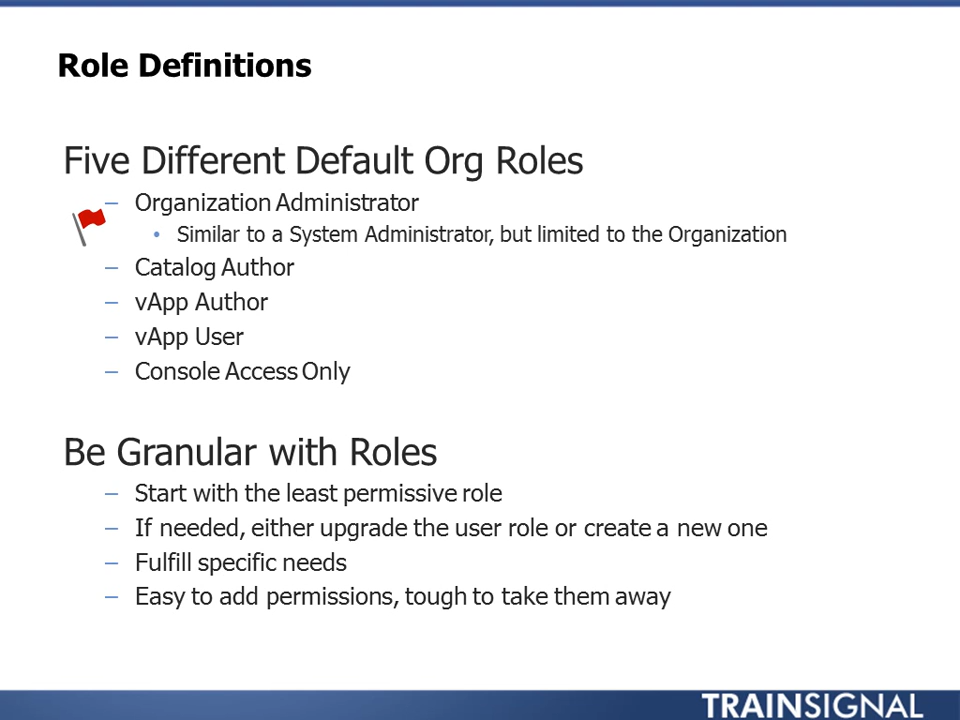 Role Definitions
Five Different Default Org Roles
– Organization Administrator
• Similar to a System Administrator, but limited to the Organization
– Catalog Author
– vApp Author
– vApp User
– Console Access Only
Be Granular with Roles
– Start with the least permissive role
– If needed, either upgrade the user role or create a new one
– Fulfill specific needs
– Easy to add permissions, tough to take them away
TRAINSIGNAL